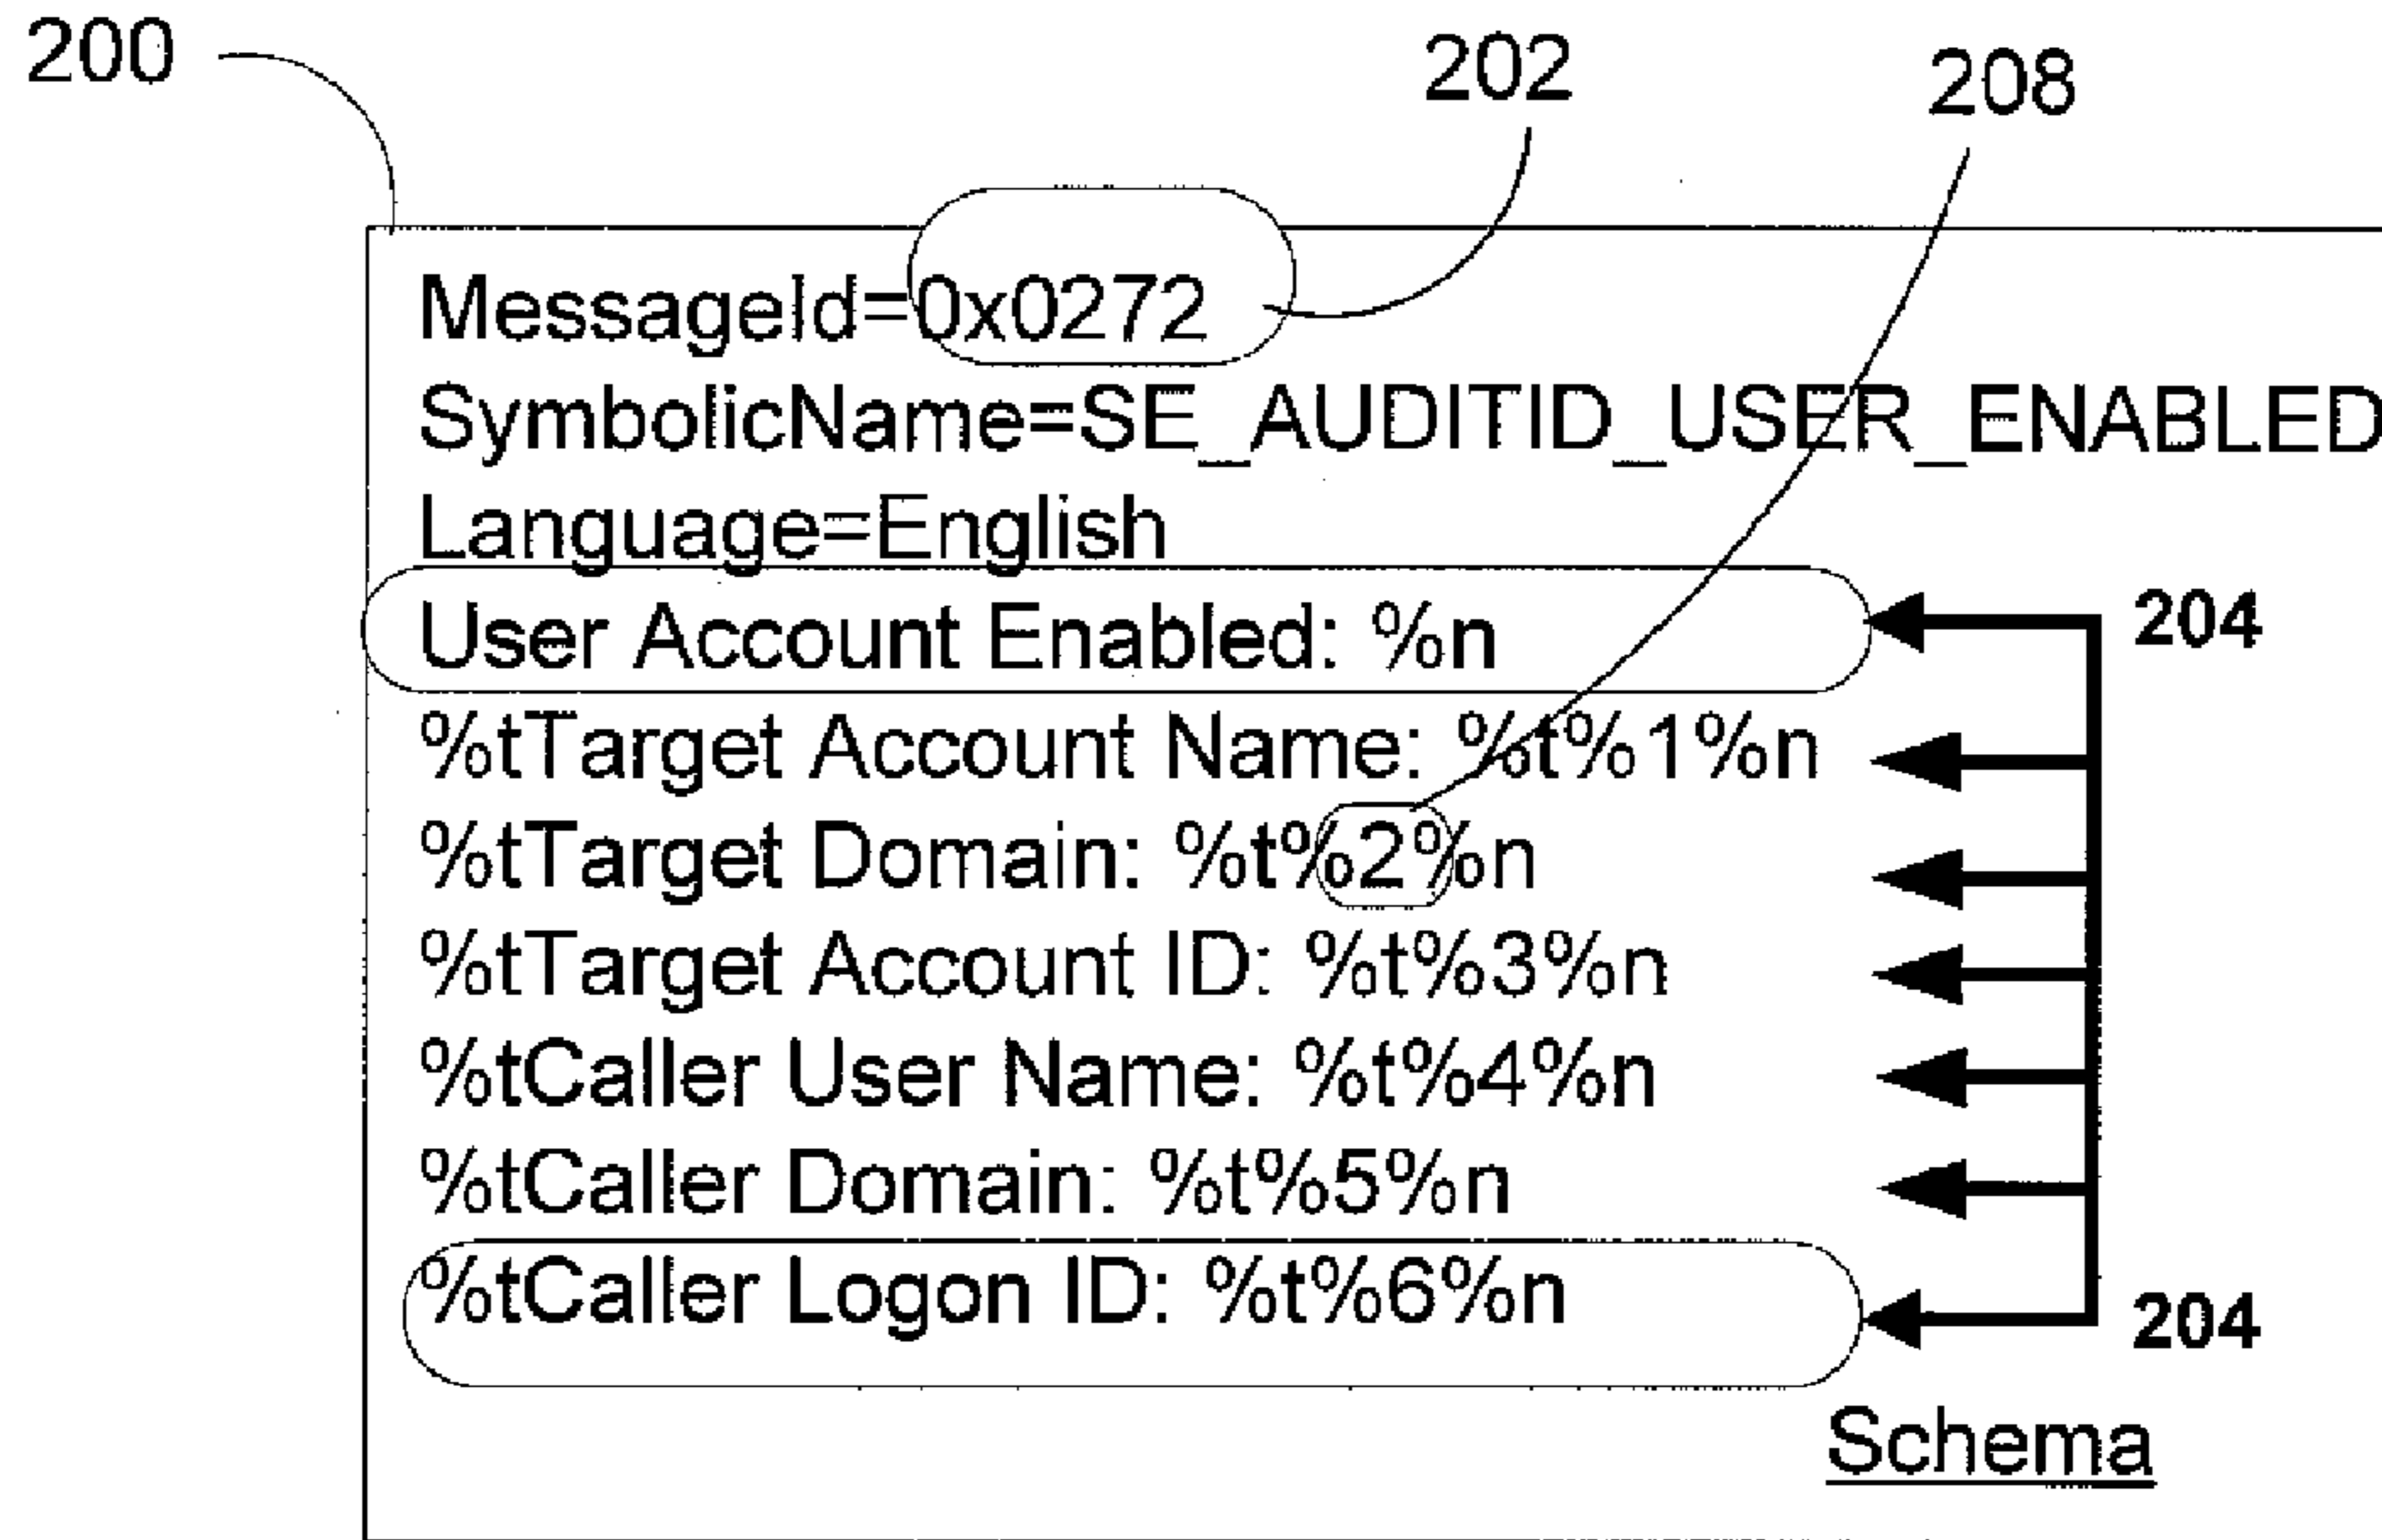 200
202
208
MessageId=0x0272
SymbolicName=SE_AUDITID_USER_ENABLED
Language=English
User Account Enabled: %n
204
%tTarget Account Name: %t%1%n
%tTarget Domain: %t%2%n
%tTarget Account ID: %t%3%n
%tCaller User Name: %t%4%n
%tCaller Domain: %t%5%n
%tCaller Logon ID: %t%6%n
204
Schema